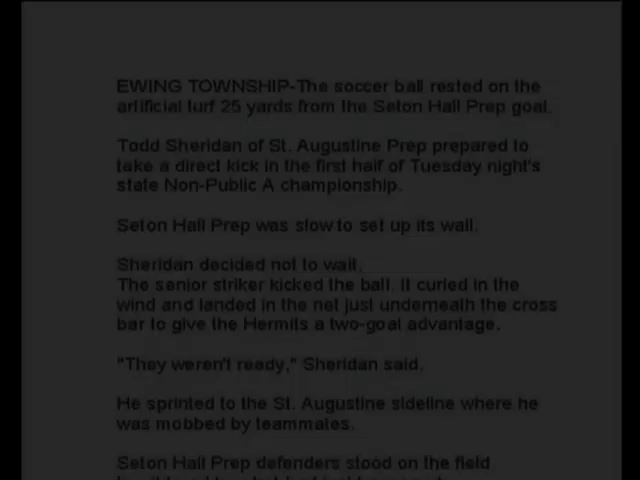 EWING TOWNSHIP-The soccer ball rested on the
artificial turf 25 yards from the Seton Hall Prep goal.
Todd Sheridan of St. Augustine Prep prepared to
take a direct kick in the first half of Tuesday night's
state Non-Public A championship.
Seton Hall Prep was slow to set up its wall.
Sheridan decided not to wait.
The senior striker kicked the ball. It curled in the
wind and landed in the net just underneath the cross
bar to give the Hermits a two-goal advantage.
"They weren't ready," Sheridan said.
He sprinted to the St. Augustine sideline where he
was mobbed by teammates.
Seton Hall Prep defenders stood on the field